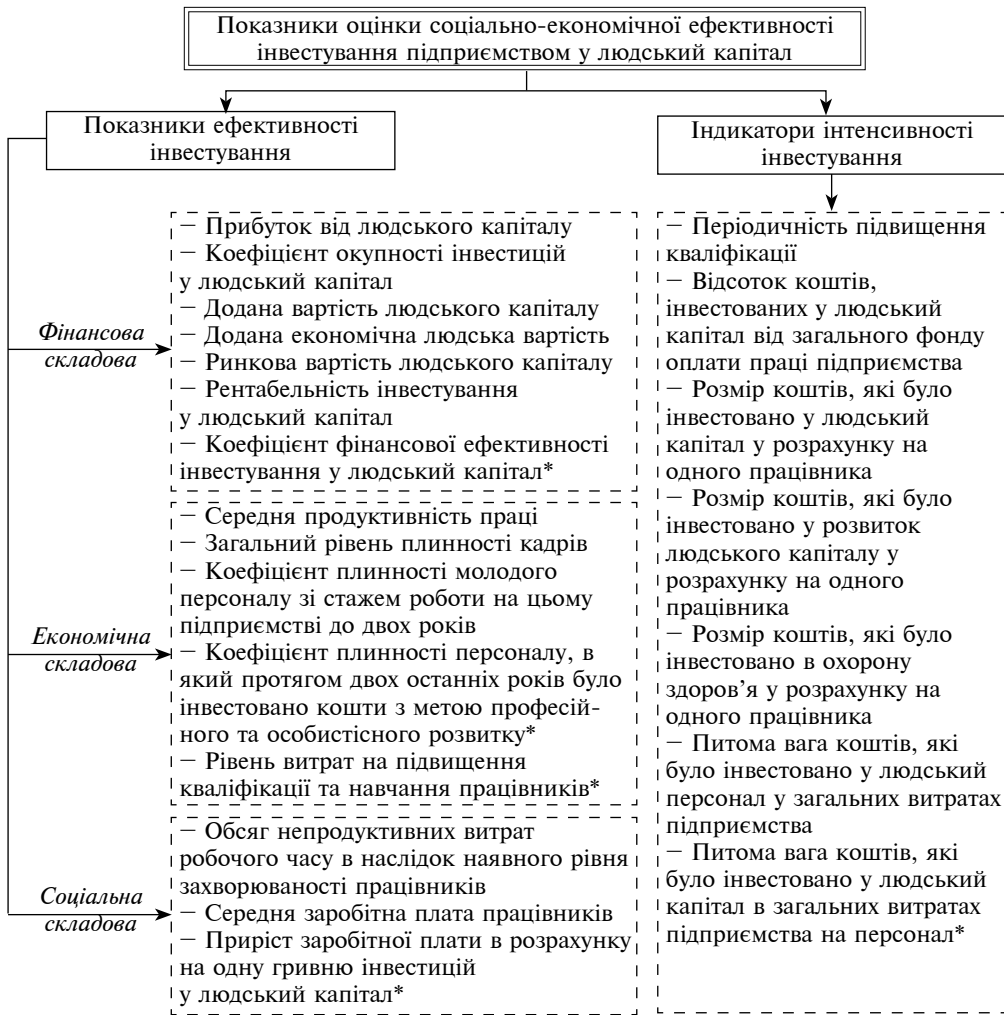 Показники оцінки соціально-економічної ефективності
інвестування підприємством у людський капітал
Показники ефективності
інвестування
Індикатори інтенсивності
інвестування
Фінансова
складова
– Прибуток від людського капіталу
– Коефіцієнт окупності інвестицій
у людський капітал
– Додана вартість людського капіталу
– Додана економічна людська вартість
– Ринкова вартість людського капіталу
– Рентабельність інвестування
у людський капітал
– Коефіцієнт фінансової ефективності
інвестування у людський капітал*
Економічна
складова
– Середня продуктивність праці
– Загальний рівень плинності кадрів
– Коефіцієнт плинності молодого
персоналу зі стажем роботи на цьому
підприємстві до двох років
– Коефіцієнт плинності персоналу, в
який протягом двох останніх років було
інвестовано кошти з метою професій-
ного та особистісного розвитку*
– Рівень витрат на підвищення
кваліфікації та навчання працівників*
Соціальна
складова
– Обсяг непродуктивних витрат
робочого часу в наслідок наявного рівня
захворюваності працівників
– Середня заробітна плата працівників
– Приріст заробітної плати в розрахунку
на одну гривню інвестицій
у людський капітал*
– Періодичність підвищення
кваліфікації
– Відсоток коштів,
інвестованих у людський
капітал від загального фонду
оплати праці підприємства
– Розмір коштів, які було
інвестовано у людський
капітал у розрахунку на
одного працівника
– Розмір коштів, які було
інвестовано у розвиток
людського капіталу у
розрахунку на одного
працівника
– Розмір коштів, які було
інвестовано в охорону
здоров’я у розрахунку на
одного працівника
– Питома вага коштів, які
було інвестовано у людський
персонал у загальних витратах
підприємства
– Питома вага коштів, які
було інвестовано у людський
капітал в загальних витратах
підприємства на персонал*